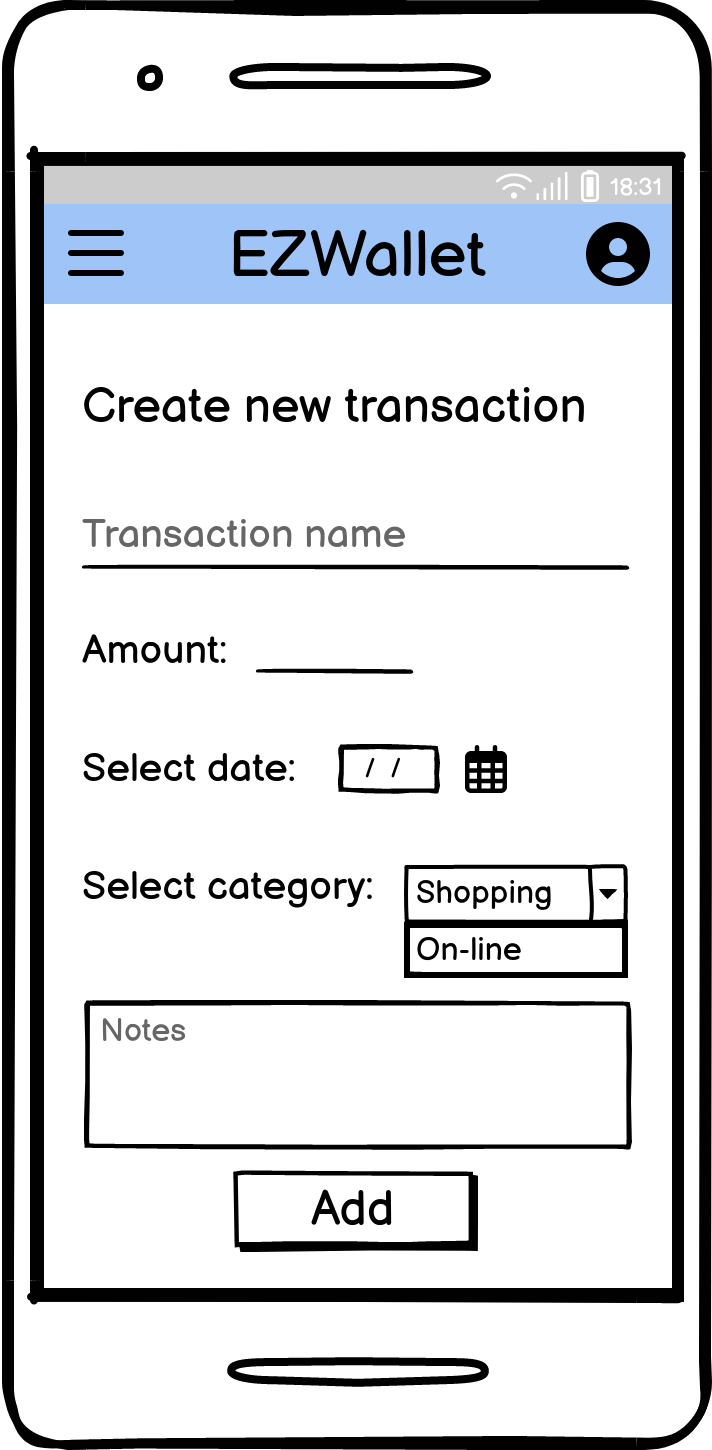 18:31
EZWallet
Create new transaction
Transaction name
Amount:
Select date: / /
Select category: Shopping
On-line
Notes
Add